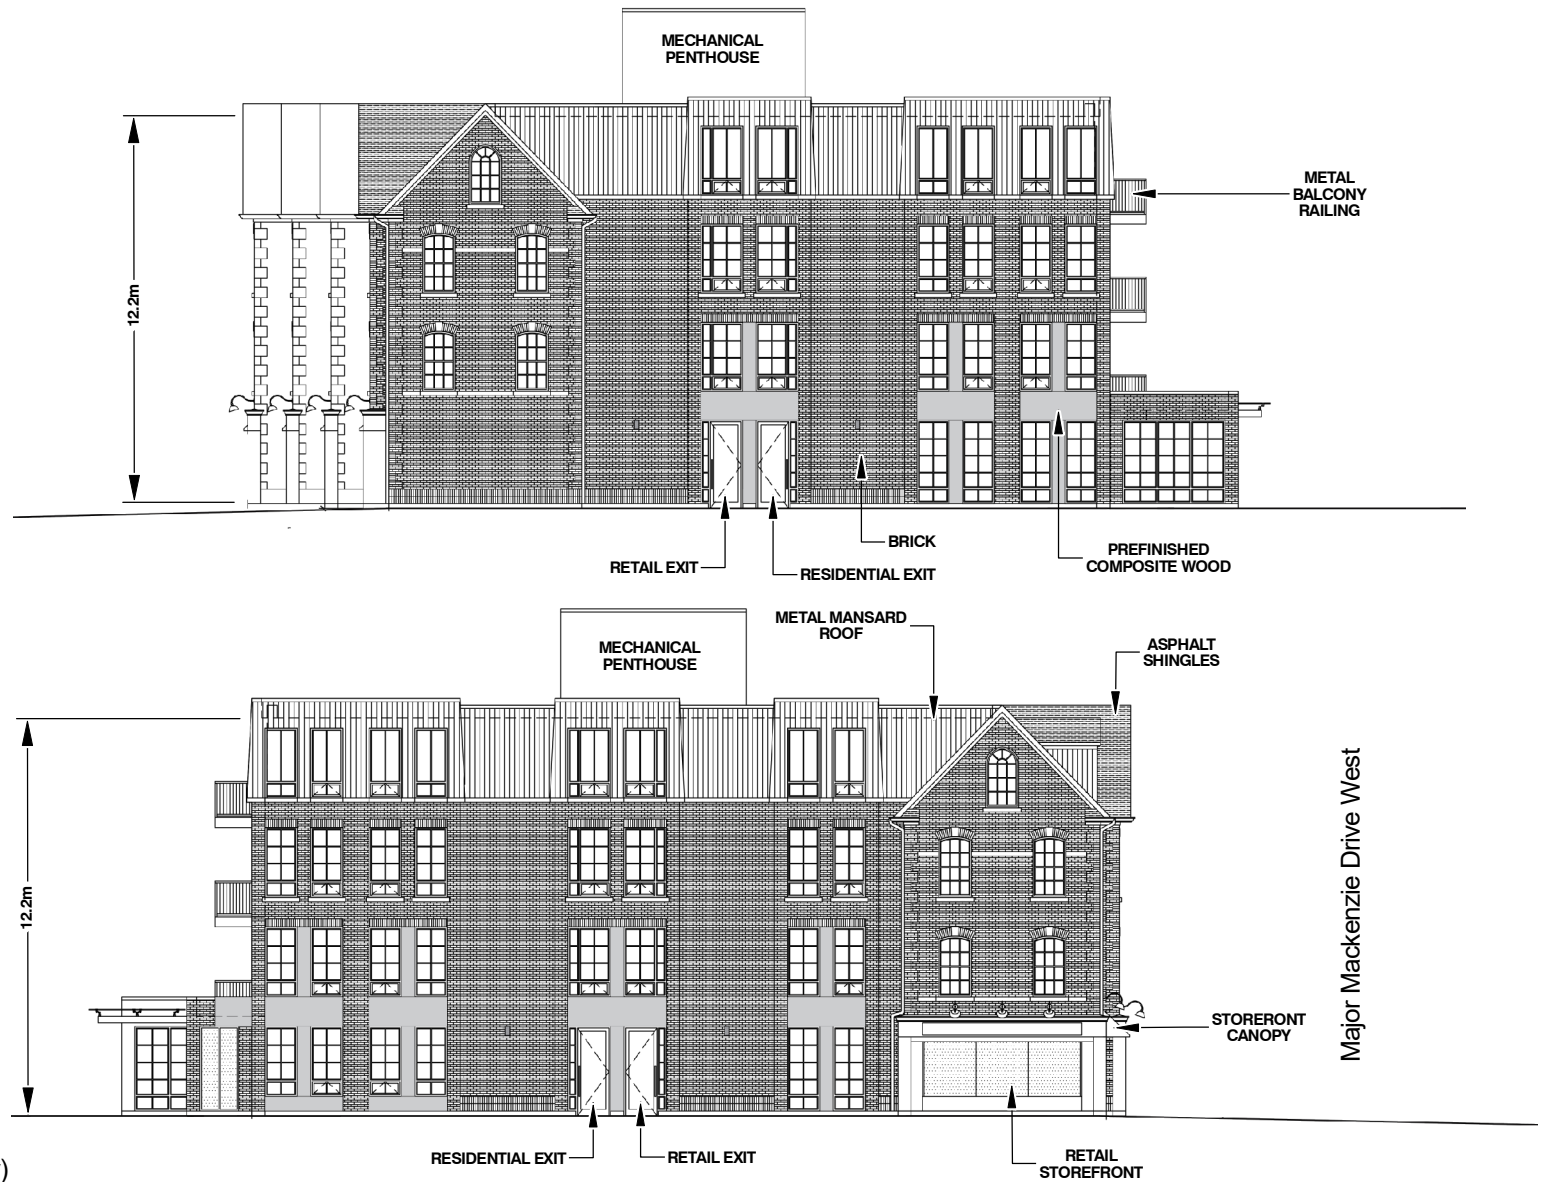 MECHANICAL
PENTHOUSE
METAL
BALCONY
RAILING
12.2m
BRICK
PREFINISHED
COMPOSITE WOOD
RETAIL EXIT
RESIDENTIAL EXIT
METAL MANSARD
ROOF
MECHANICAL
PENTHOUSE
ASPHALT
SHINGLES
12.2m
Major Mackenzie Drive West
STOREFRONT
CANOPY
RESIDENTIAL EXIT
RETAIL EXIT
RETAIL
STOREFRONT
)